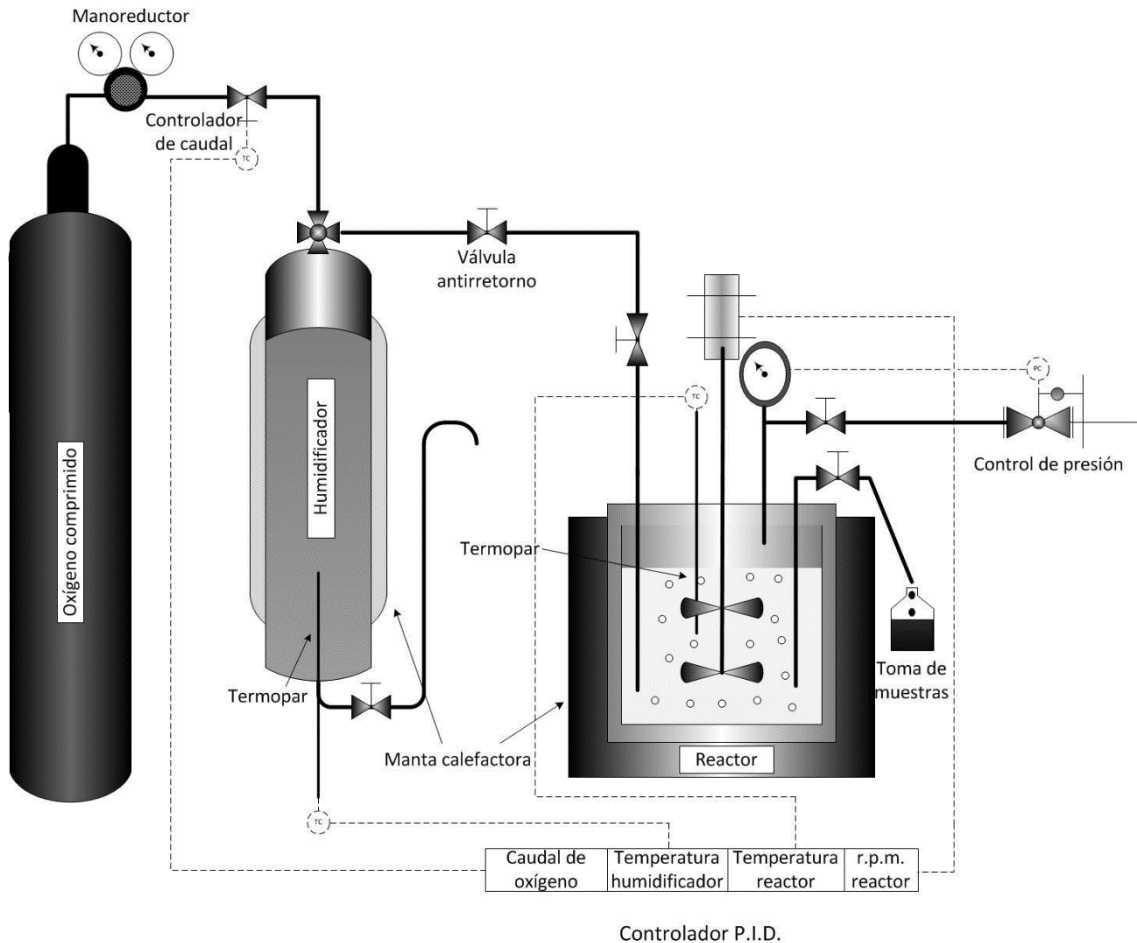 Manoreductor
Controlador
de caudal
TC
Válvula
antirretorno
Oxígeno comprimido
Humidificador
TC
PC
Control de presión
Termopar
Toma de
muestras
Termopar
Manta calefactora
Reactor
TC
Caudal de
oxígeno
Temperatura
humidificador
Temperatura
reactor
r.p.m.
reactor
Controlador P.I.D.